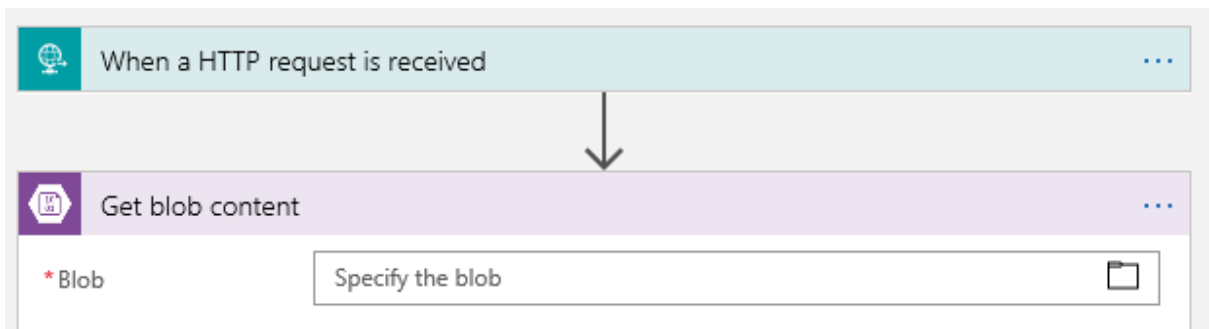 When a HTTP request is received
Get blob content
* Blob
Specify the blob